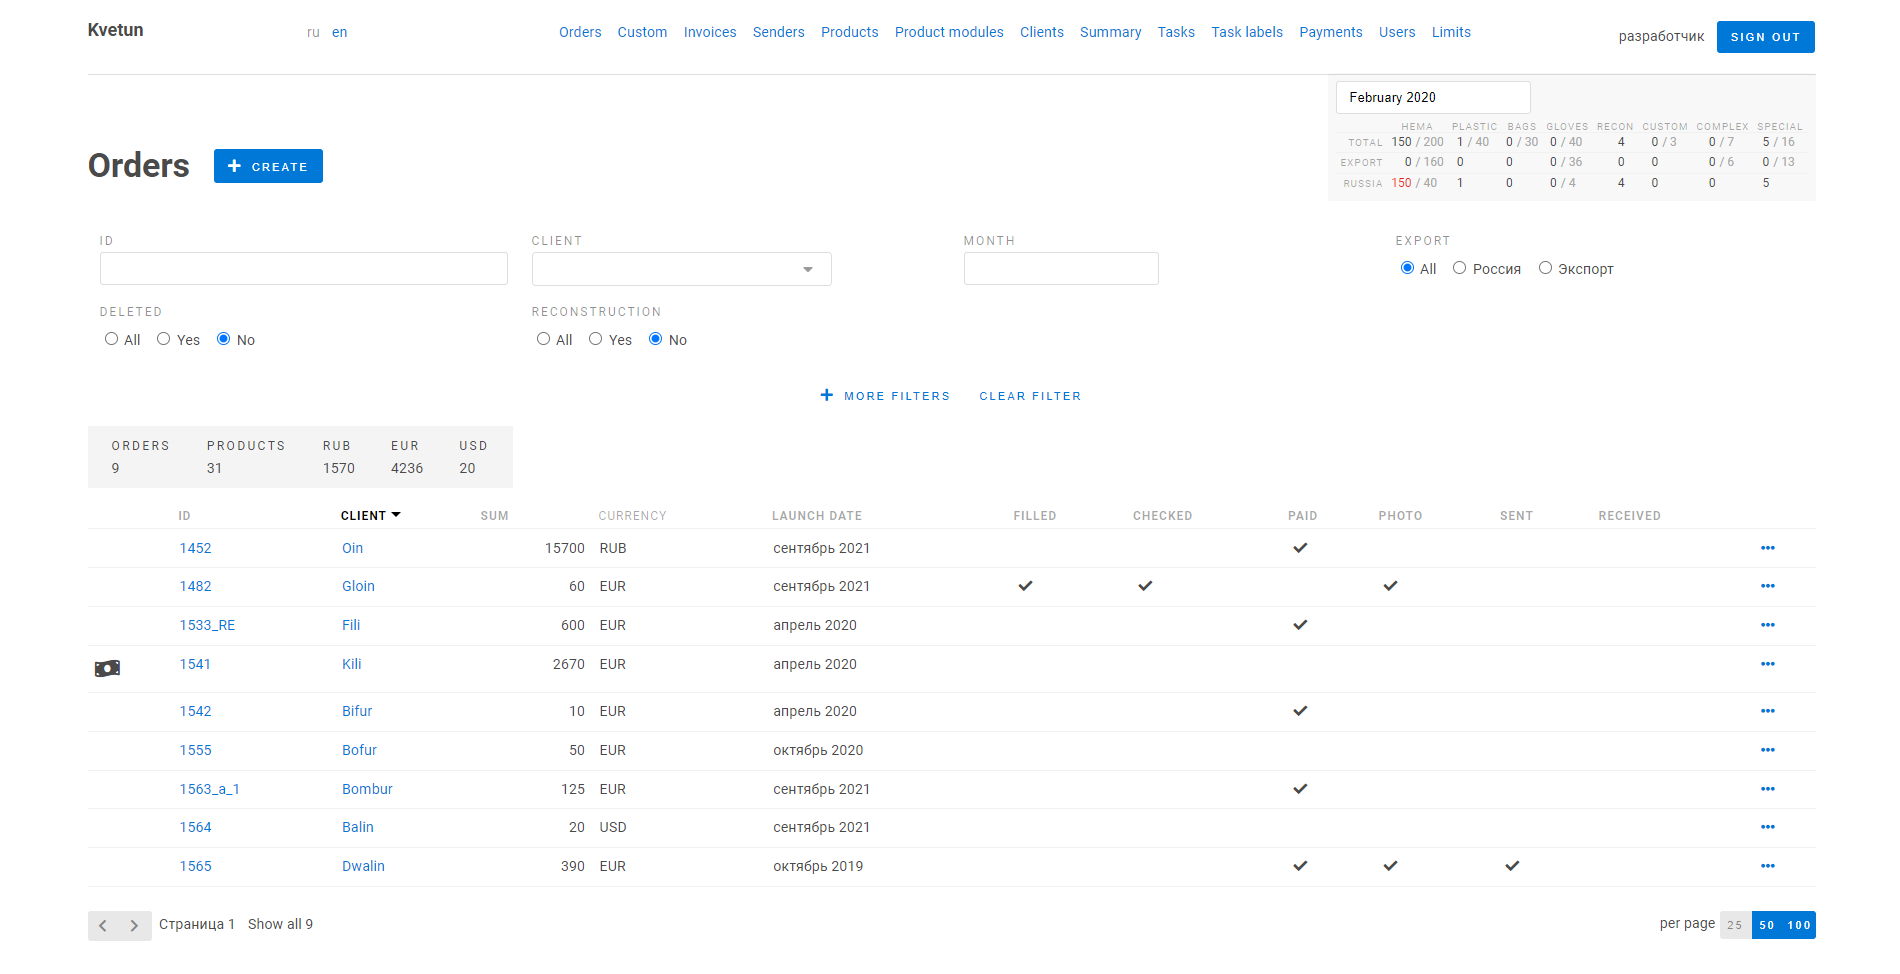 Kvetun ru en Orders Custom Invoices Senders Products Product modules Clients Summary Tasks Task labels Payments Users Limits разработчик SIGN OUT
February 2020
HEMA PLASTIC BAGS GLOVES RECON CUSTOM COMPLEX SPECIAL
TOTAL 150 / 200 1 / 40 0 / 30 0 / 40 4 0 / 3 0 / 7 5 / 16
EXPORT 0 / 160 0 0 0 / 36 0 0 0 / 6 0 / 13
RUSSIA 150 / 40 1 0 0 / 4 4 0 0 5
Orders CREATE
ID CLIENT MONTH EXPORT
All Россия Экспорт
DELETED RECONSTRUCTION
All Yes No All Yes No
MORE FILTERS CLEAR FILTER
ORDERS PRODUCTS RUB EUR USD
9 31 1570 4236 20
ID CLIENT SUM CURRENCY LAUNCH DATE FILLED CHECKED PAID PHOTO SENT RECEIVED
1452 Oin 15700 RUB сентябрь 2021
1482 Gloin 60 EUR сентябрь 2021
1533_RE Fili 600 EUR апрель 2020
1541 Kili 2670 EUR апрель 2020
1542 Bifur 10 EUR апрель 2020
1555 Bofur 50 EUR октябрь 2020
1563_a_1 Bombur 125 EUR сентябрь 2021
1564 Balin 20 USD сентябрь 2021
1565 Dwalin 390 EUR октябрь 2019
Страница 1 Show all 9 per page 25 50 100